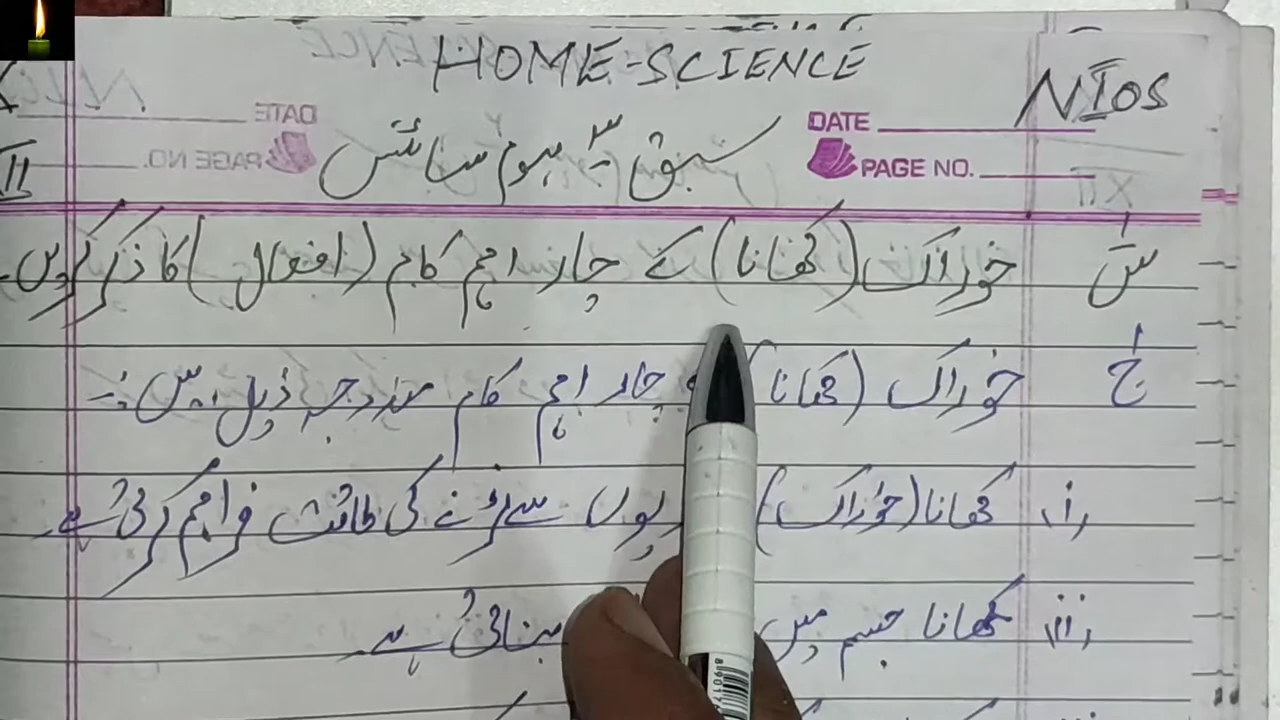 HOME-SCIENCE
NIOS
DATE
PAGE NO.
سبق ۳ ہوم سائنس
س۱ خوراک (کھانا) کے چار اہم کام (افعال) کا ذکر کریں۔
ج۱ خوراک (کھانا) چار اہم کام مندرجہ ذیل ہیں:-
i, کھانا (خوراک) سے لڑنے کی طاقت فراہم کرتی ہے
ii, کھانا جسم میں بناتی ہے